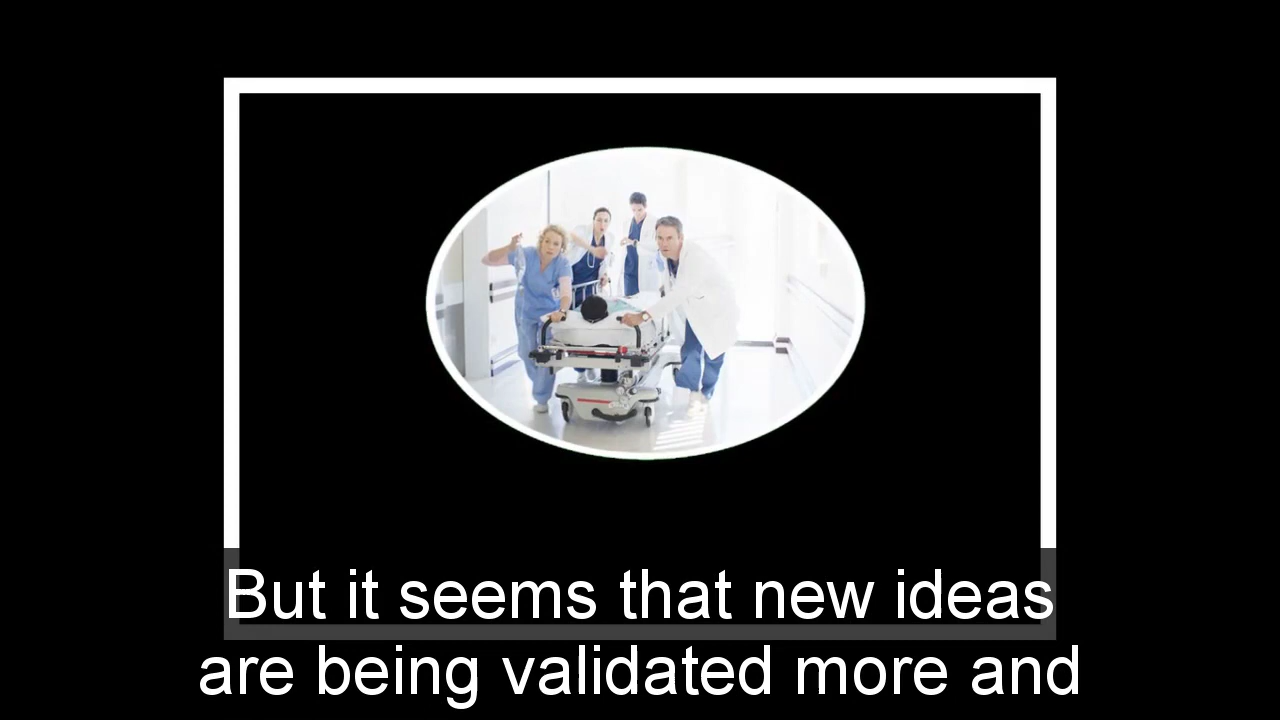 But it seems that new ideas
are being validated more and